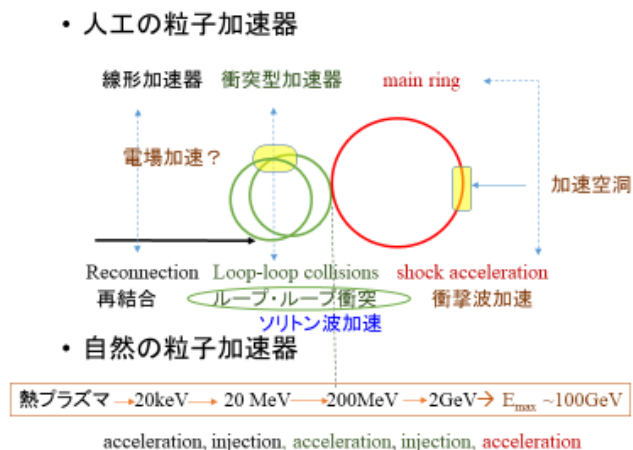 • 人工の粒子加速器
線形加速器 衝突型加速器 main ring
電場加速？
加速空洞
Reconnection Loop-loop collisions shock acceleration
再結合 ループ・ループ衝突 衝撃波加速
ソリトン波加速
• 自然の粒子加速器
熱プラズマ →20keV→ 20 MeV→200MeV→2GeV→ Emax ~100GeV
acceleration, injection, acceleration, injection, acceleration